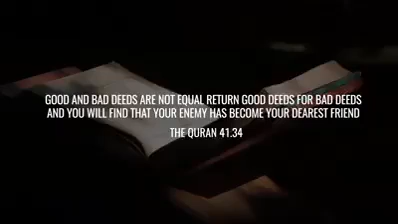 GOOD AND BAD DEEDS ARE NOT EQUAL RETURN GOOD DEEDS FOR BAD DEEDS
AND YOU WILL FIND THAT YOUR ENEMY HAS BECOME YOUR DEAREST FRIEND
THE QURAN 41.34